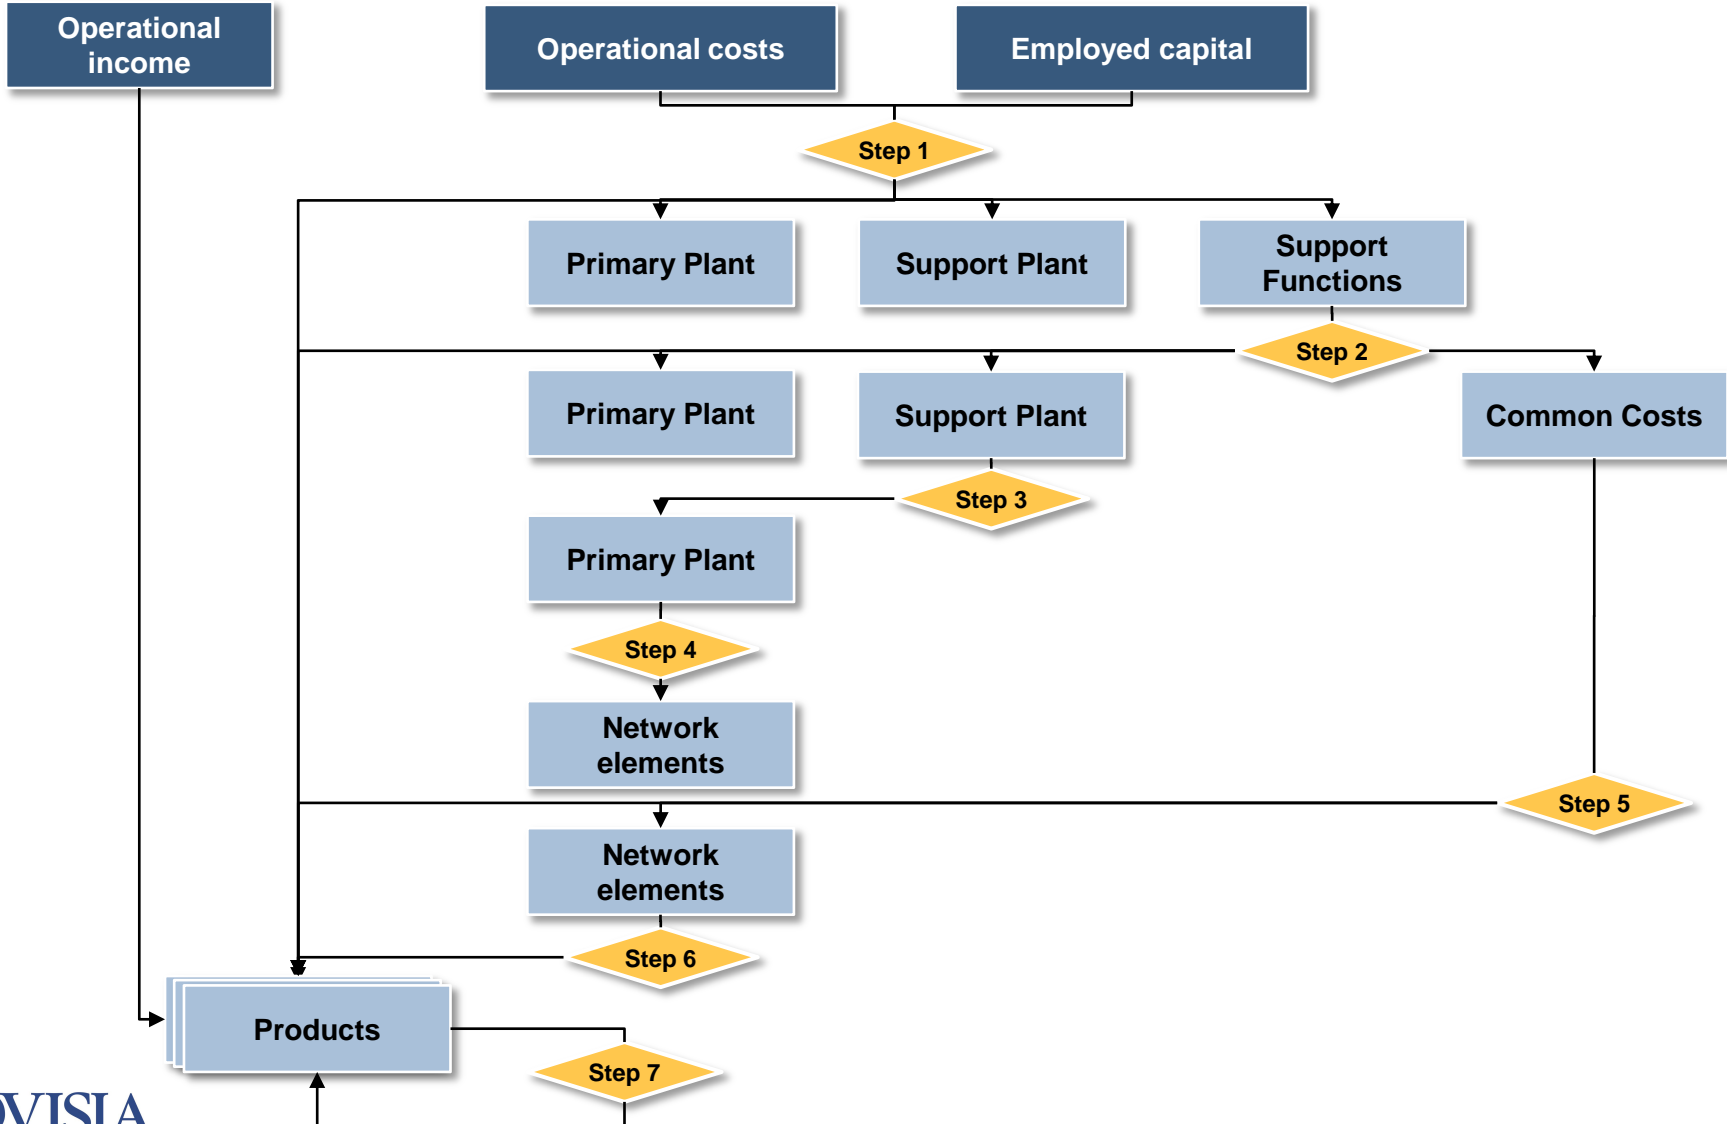 Operational
income
Operational costs
Employed capital
Step 1
Primary Plant
Support Plant
Support
Functions
Step 2
Primary Plant
Support Plant
Common Costs
Step 3
Primary Plant
Step 4
Network
elements
Step 5
Network
elements
Step 6
Products
Step 7